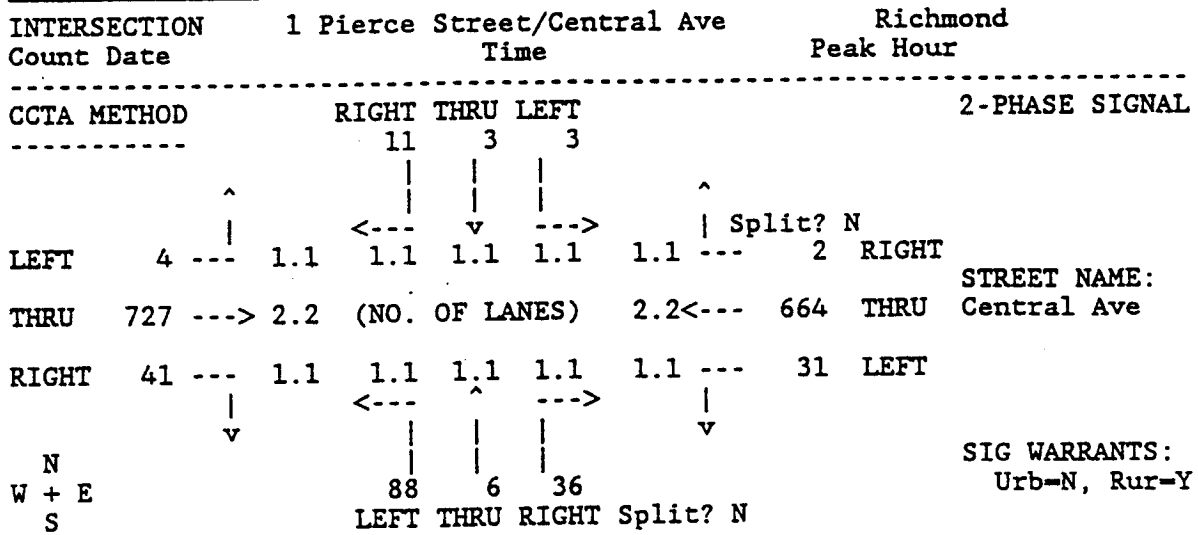 INTERSECTION 1 Pierce Street/Central Ave Richmond
Count Date Time Peak Hour
CCTA METHOD RIGHT THRU LEFT 2-PHASE SIGNAL
11 3 3
^ ^
| <--- v ---> | Split? N
LEFT 4 --- 1.1 1.1 1.1 1.1 1.1 --- 2 RIGHT
STREET NAME:
THRU 727 ---> 2.2 (NO. OF LANES) 2.2<--- 664 THRU Central Ave
RIGHT 41 --- 1.1 1.1 1.1 1.1 1.1 --- 31 LEFT
| <--- ^ ---> |
v v
SIG WARRANTS:
N Urb=N, Rur=Y
W + E 88 6 36
S LEFT THRU RIGHT Split? N